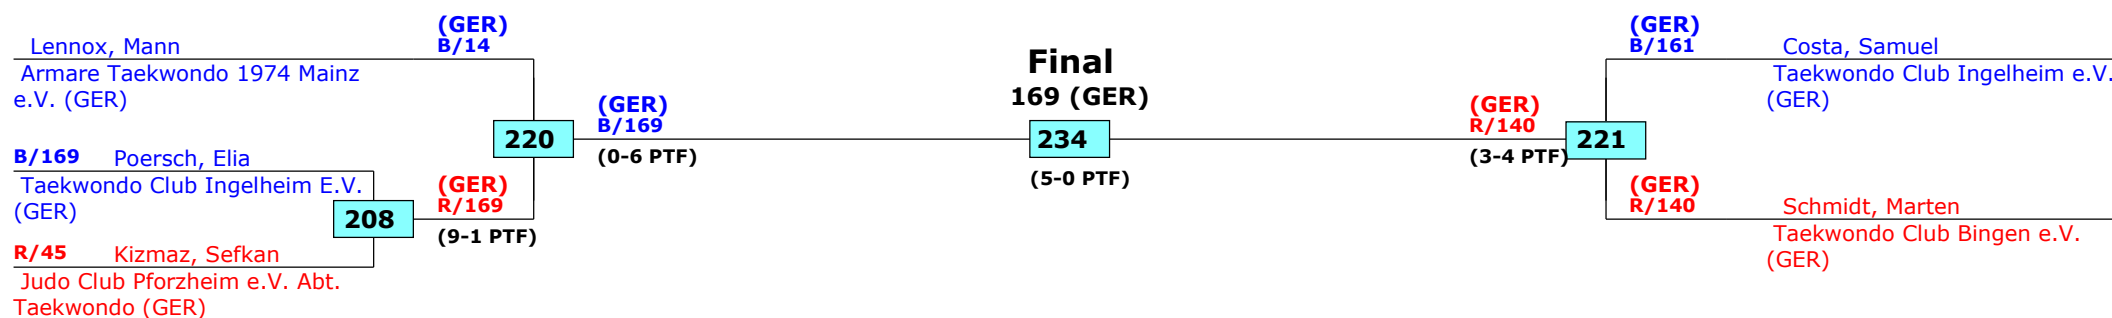 Lennox, Mann
Armare Taekwondo 1974 Mainz
e.V. (GER)
(GER)
B/14
B/169 Poersch, Elia
Taekwondo Club Ingelheim E.V.
(GER)
208
R/45 Kizmaz, Sefkan
Judo Club Pforzheim e.V. Abt.
Taekwondo (GER)
(GER)
R/169
(9-1 PTF)
220
(GER)
B/169
(0-6 PTF)
Final
169 (GER)
234
(5-0 PTF)
(GER)
R/140
(3-4 PTF)
221
(GER)
B/161
Costa, Samuel
Taekwondo Club Ingelheim e.V.
(GER)
(GER)
R/140
Schmidt, Marten
Taekwondo Club Bingen e.V.
(GER)